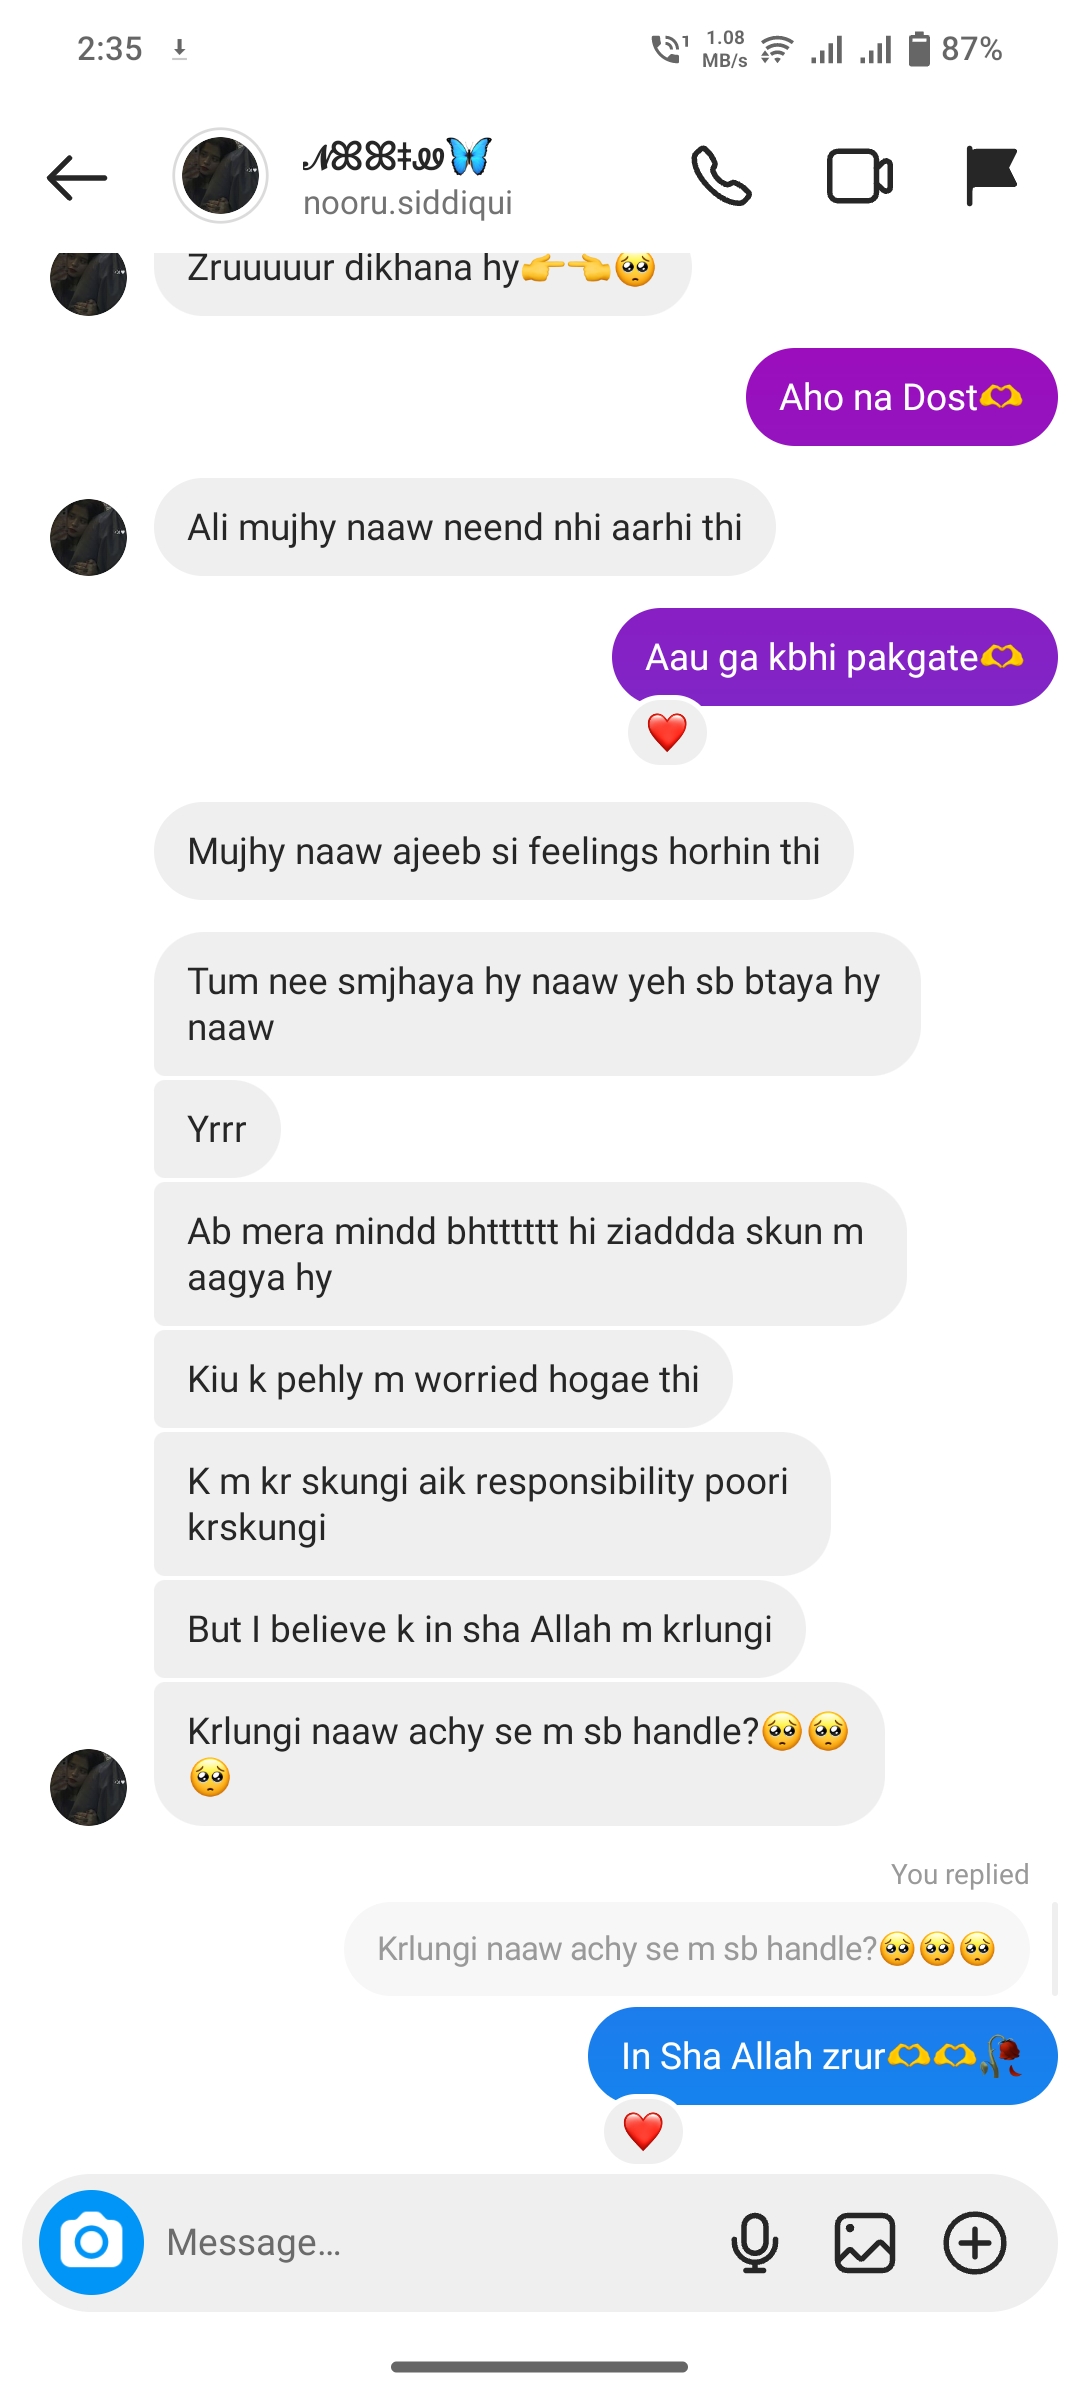 2:35
1.08
MB/s
87%
nooru.siddiqui
Zruuuuur dikhana hy👉👈🥺
Aho na Dost🫶
Ali mujhy naaw neend nhi aarhi thi
Aau ga kbhi pakgate🫶
❤️
Mujhy naaw ajeeb si feelings horhin thi
Tum nee smjhaya hy naaw yeh sb btaya hy
naaw
Yrrr
Ab mera mindd bhtttttt hi ziaddda skun m
aagya hy
Kiu k pehly m worried hogae thi
K m kr skungi aik responsibility poori
krskungi
But I believe k in sha Allah m krlungi
Krlungi naaw achy se m sb handle?🥺🥺
🥺
You replied
Krlungi naaw achy se m sb handle?🥺🥺🥺
In Sha Allah zrur🫶🫶🥀
❤️
Message…